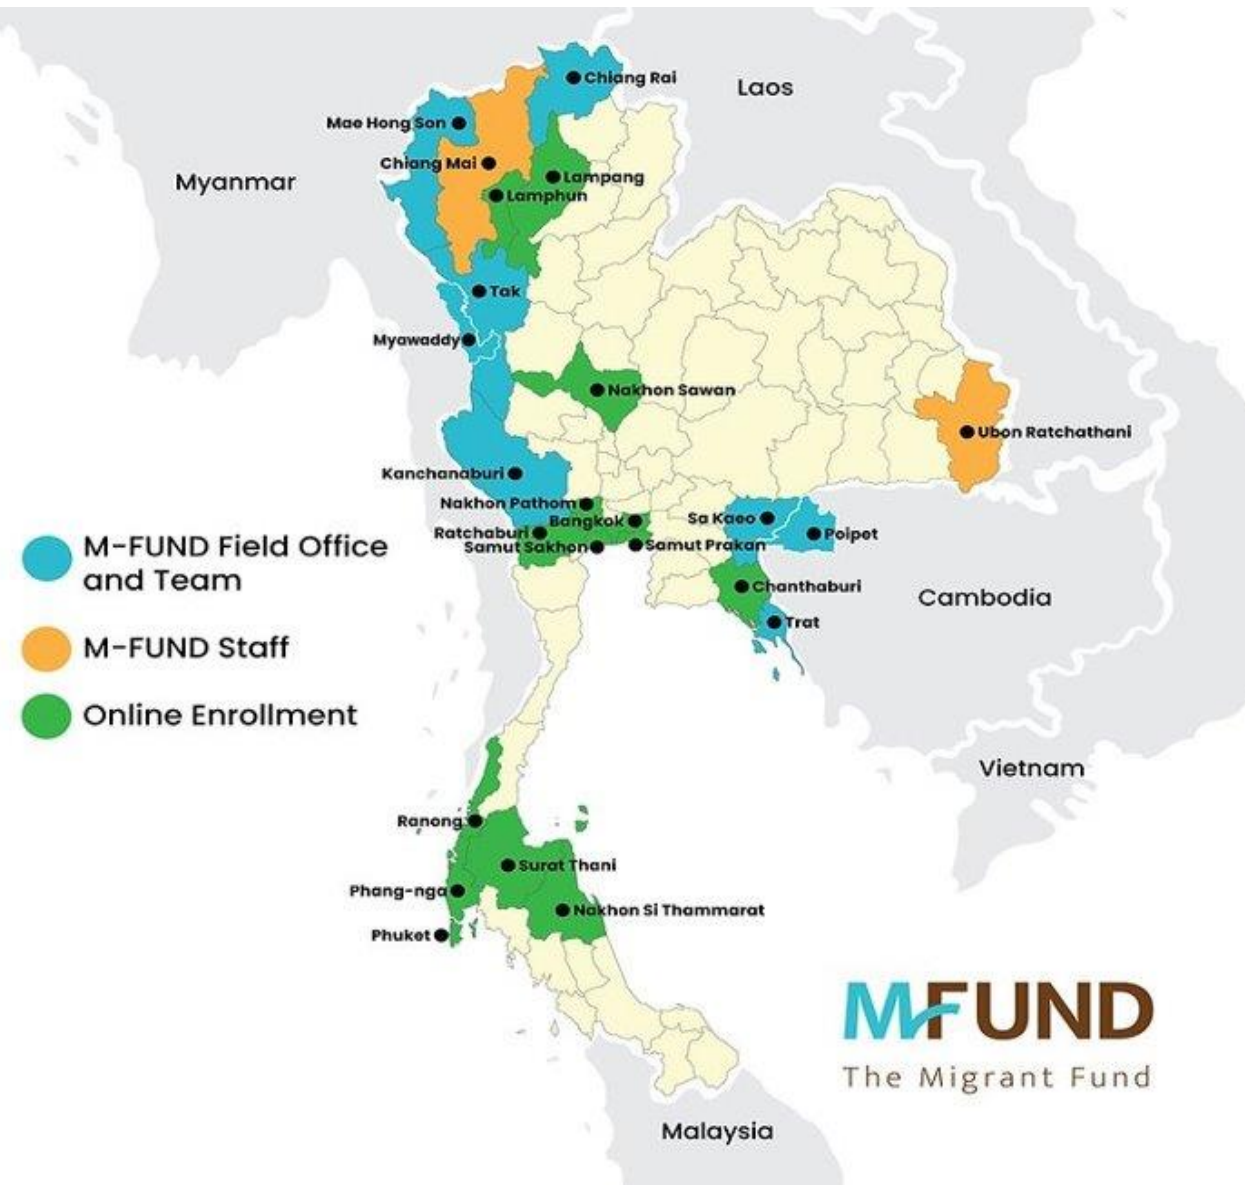 Chiang Rai
Laos
Mae Hong Son
Chiang Mai
Myanmar
Lampang
Lamphun
Tak
Myawaddy
Nakhon Sawan
Ubon Ratchathani
Kanchanaburi
Nakhon Pathom
Bangkok
Sa Kaeo
Ratchaburi
Poipet
Samut Sakhon
Samut Prakan
M-FUND Field Office
and Team
Chanthaburi
Cambodia
Trat
M-FUND Staff
Online Enrollment
Vietnam
Ranong
Surat Thani
Phang-nga
Nakhon Si Thammarat
Phuket
M-FUND
The Migrant Fund
Malaysia